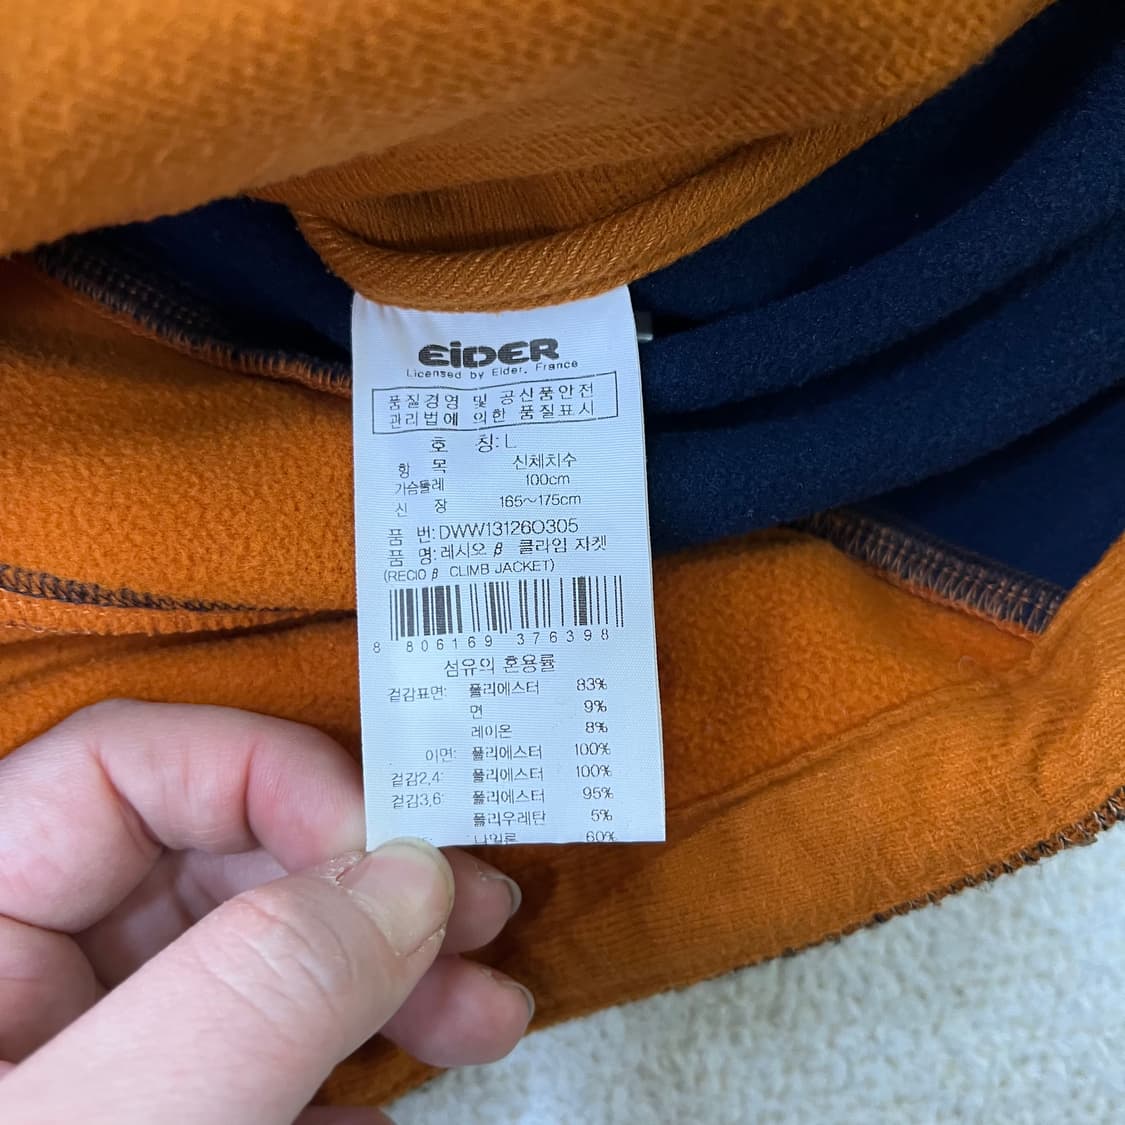 EiDER
Licensed by Eider. France
품질경영 및 공산품안전
관리법에 의한 품질표시
호 칭: L
항 목 신체치수
가슴둘레 100cm
신 장 165~175cm
품 번: DWW13126O305
품 명: 레시오 β 클라임 자켓
(RECIO β CLIMB JACKET)
8 806169 376398
섬유의 혼용률
겉감표면: 폴리에스터 83%
면 9%
레이온 8%
이면: 폴리에스터 100%
겉감2,4: 폴리에스터 100%
겉감3,6: 폴리에스터 95%
폴리우레탄 5%
나일론 60%